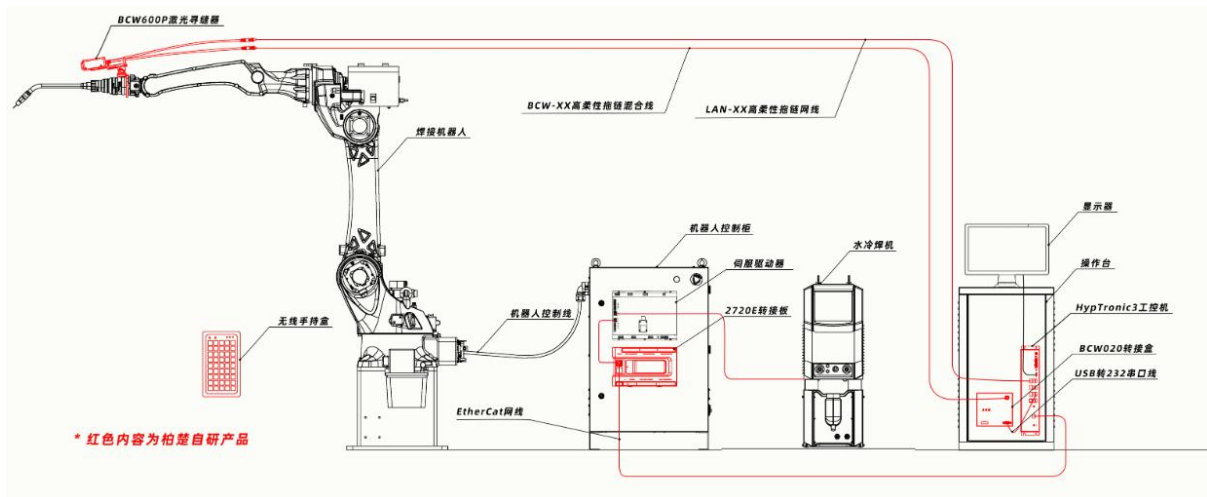 BCW600P激光寻缝器
BCW-XX高柔性拖链混合线
LAN-XX高柔性拖链网线
焊接机器人
显示器
机器人控制柜
水冷焊机
操作台
伺服驱动器
HypTronic3工控机
机器人控制线
2720E转接板
无线手持盒
BCW020转接盒
USB转232串口线
EtherCat网线
* 红色内容为柏楚自研产品